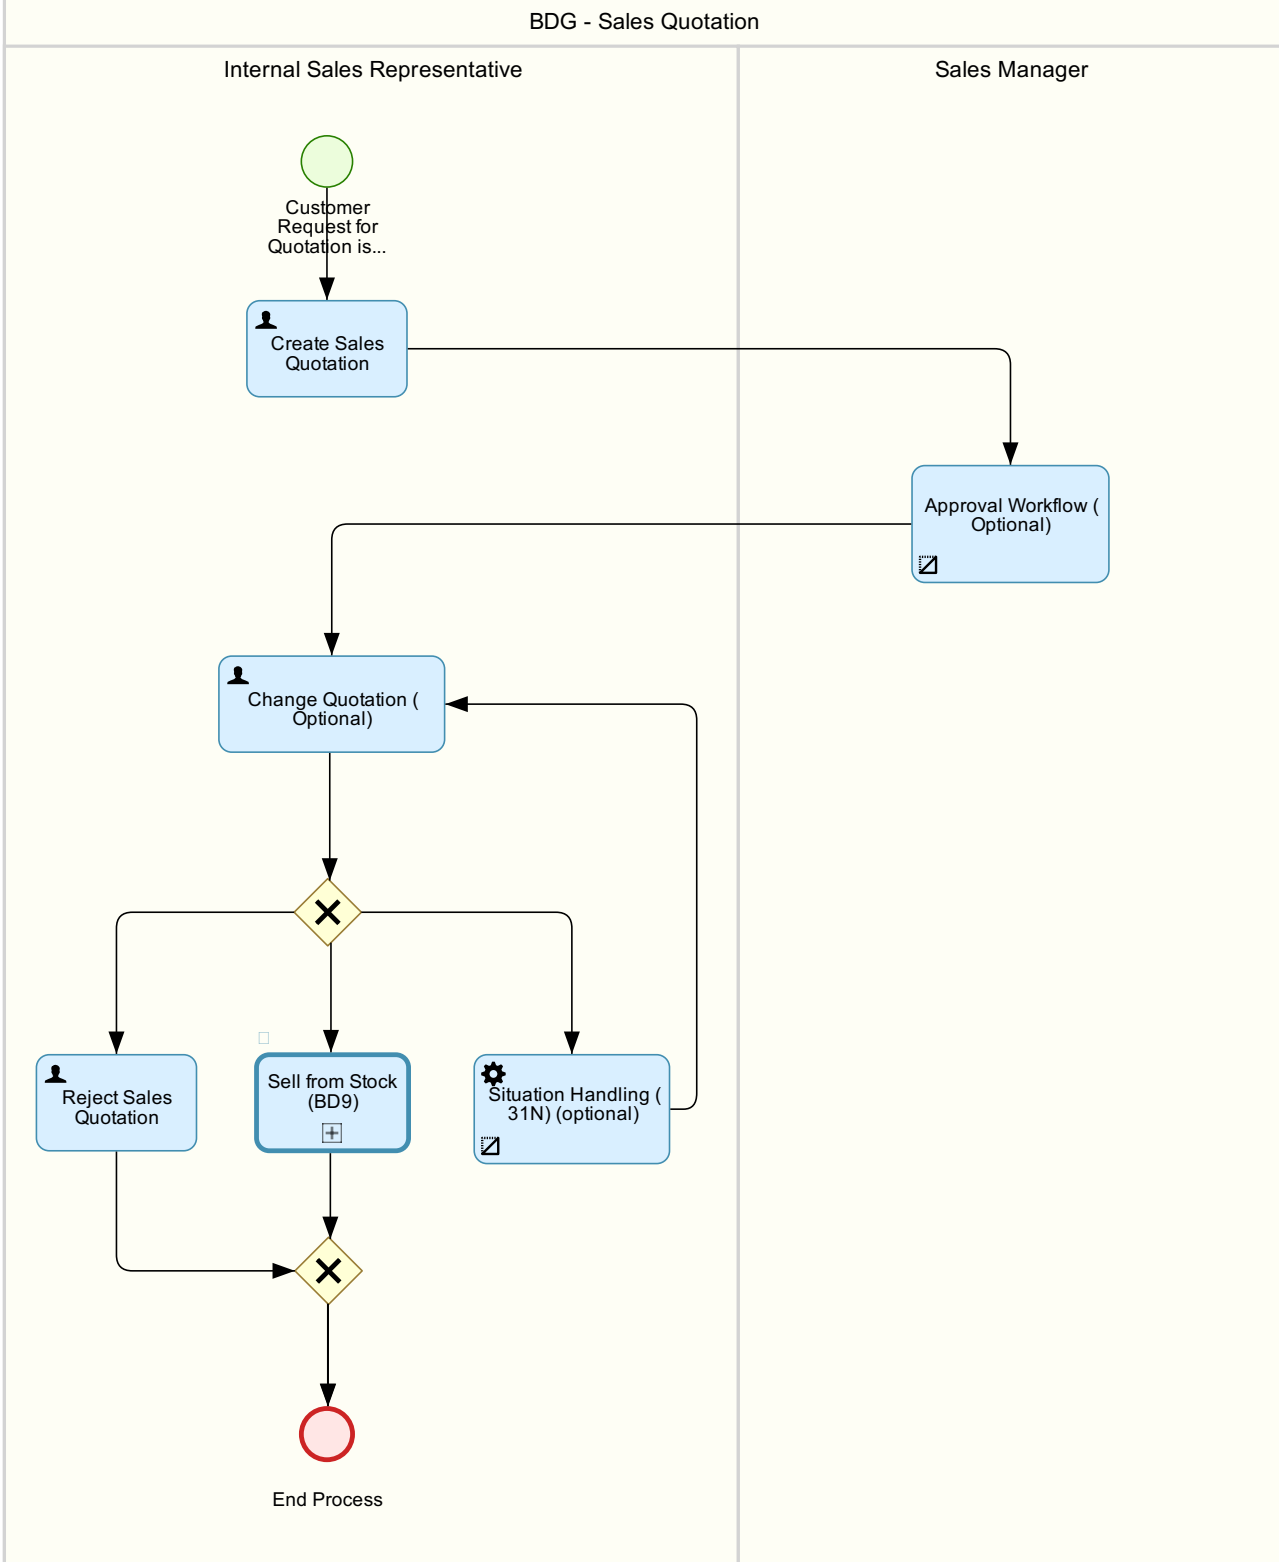 BDG - Sales Quotation
Internal Sales Representative
Sales Manager
Customer
Request for
Quotation is...
Create Sales
Quotation
Approval Workflow (
Optional)
Change Quotation (
Optional)
Reject Sales
Quotation
Sell from Stock
(BD9)
Situation Handling (
31N) (optional)
End Process